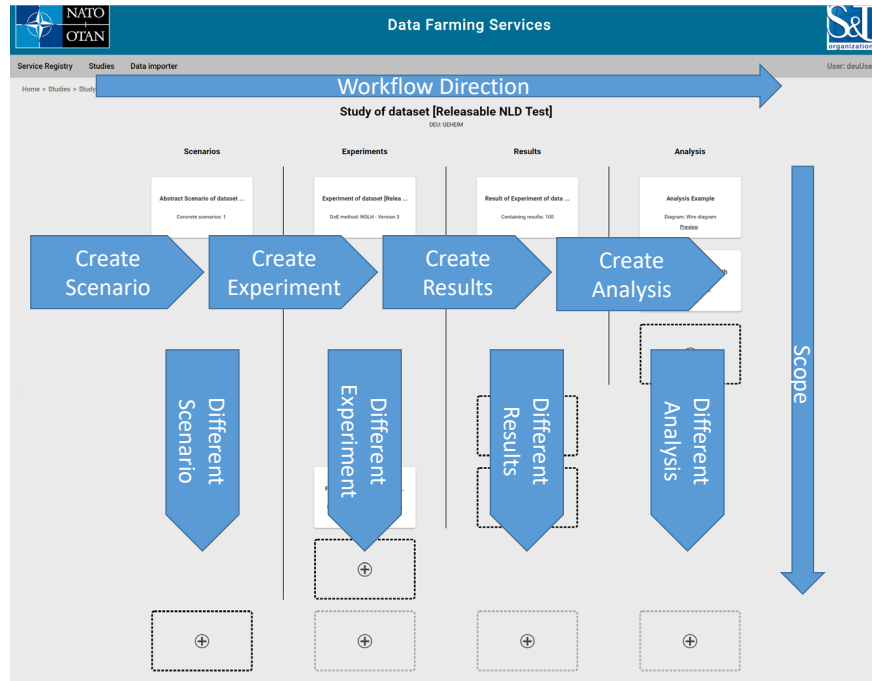 NATO
OTAN
Data Farming Services
S&T
organization
Service Registry Studies Data importer
User: deuUse
Workflow Direction
Home > Studies > Study
Study of dataset [Releasable NLD Test]
DEU: GEHEIM
Scenarios Experiments Results Analysis
Abstract Scenario of dataset ...
Concrete scenarios: 1
Experiment of dataset [Relea ...
DoE method: NOLH - Version 3
Result of Experiment of data ...
Containing results: 100
Analysis Example
Diagram: Wire diagram
Preview
Create
Scenario
Create
Experiment
Create
Results
Create
Analysis
Different
Scenario
Different
Experiment
Different
Results
Different
Analysis
Scope